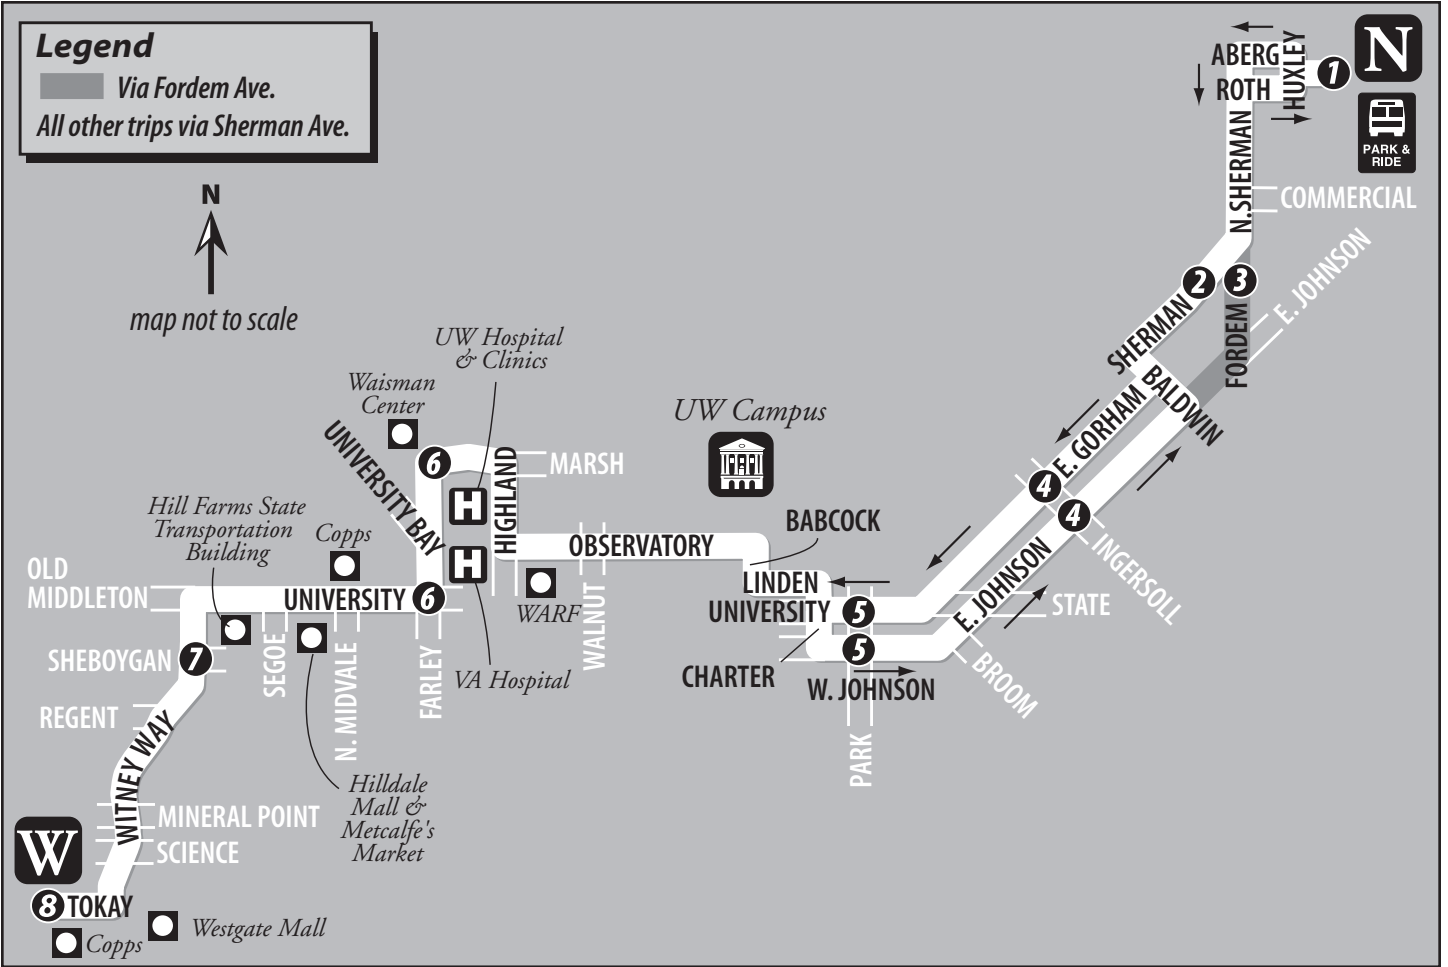 Legend
Via Fordem Ave.
All other trips via Sherman Ave.
N
map not to scale
ABERG
ROTH
HUXLEY
1
N
PARK &
RIDE
N.SHERMAN
COMMERCIAL
2
3
E. JOHNSON
SHERMAN
FORDEM
BALDWIN
E. GORHAM
4
4
INGERSOLL
E. JOHNSON
STATE
BROOM
UW Campus
BABCOCK
LINDEN
UNIVERSITY
5
5
CHARTER
W. JOHNSON
PARK
UW Hospital
& Clinics
Waisman
Center
6
UNIVERSITY BAY
H
H
HIGHLAND
MARSH
OBSERVATORY
WARF
WALNUT
VA Hospital
Hill Farms State
Transportation
Building
Copps
OLD
MIDDLETON
UNIVERSITY
6
SHEBOYGAN
7
SEGOE
N. MIDVALE
FARLEY
REGENT
WITNEY WAY
Hilldale
Mall &
Metcalfe's
Market
MINERAL POINT
SCIENCE
W
8
TOKAY
Copps
Westgate Mall